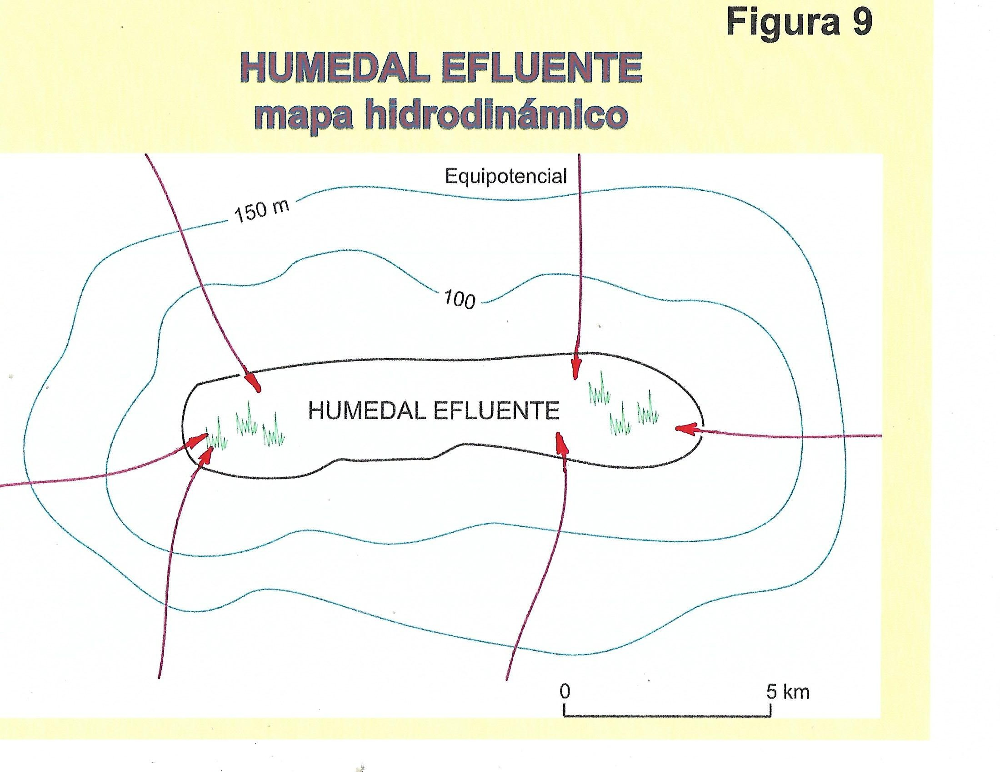 Figura 9
HUMEDAL EFLUENTE
mapa hidrodinámico
Equipotencial
150 m
100
HUMEDAL EFLUENTE
0
5 km